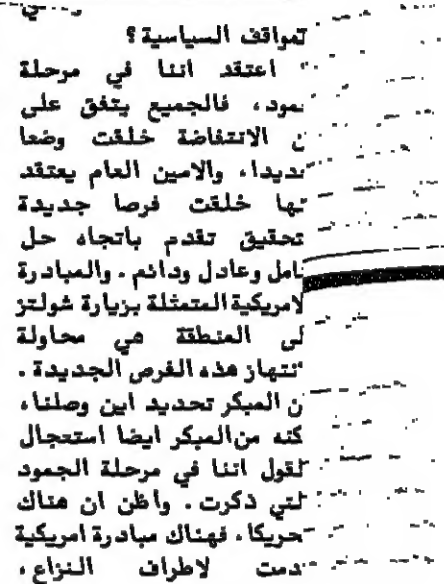 لمواقف السياسية؟
اعتقد اننا في مرحلة
مود، فالجميع يتفق على
ن الانتفاضة خلقت وضعا
ديدا، والامين العام يعتقد
نها خلقت فرصا جديدة
تحقيق تقدم باتجاه حل
امل وعادل ودائم . والمبادرة
لامريكية المتمثلة بزيارة شولتز
لى المنطقة هي محاولة
نتهاز هذه الفرص الجديدة .
ن المبكر تحديد اين وصلنا،
كنه من المبكر ايضا استعجال
لقول اننا في مرحلة الجمود
لتي ذكرت . واظن ان هناك
حريكا، فهناك مبادرة امريكية
دمت لاطراف النزاع ،